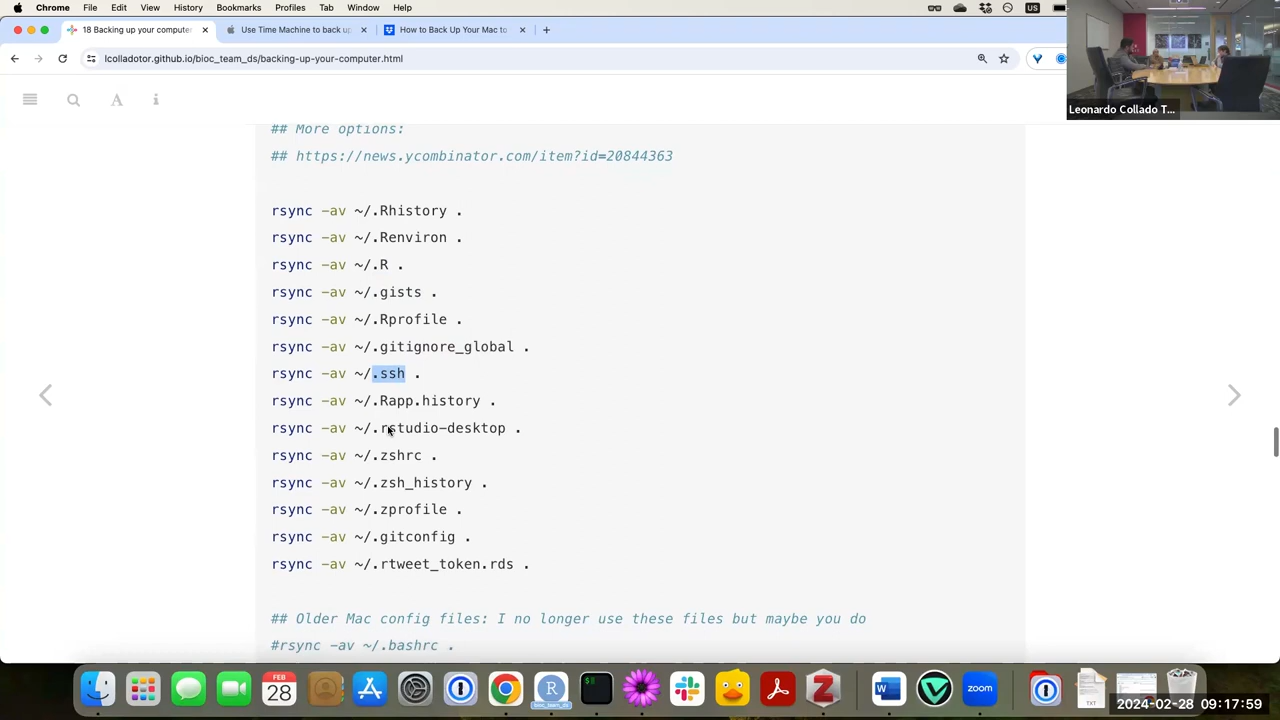 Chrome File Edit View History Bookmarks Profiles Tab Window Help
US
18 Backing up your computer
Use Time Machine to back up
How to Back Up Your Mac to
lcolladotor.github.io/bioc_team_ds/backing-up-your-computer.html
Leonardo Collado T...
## More options:
## https://news.ycombinator.com/item?id=20844363
rsync -av ~/.Rhistory .
rsync -av ~/.Renviron .
rsync -av ~/.R .
rsync -av ~/.gists .
rsync -av ~/.Rprofile .
rsync -av ~/.gitignore_global .
rsync -av ~/.ssh .
rsync -av ~/.Rapp.history .
rsync -av ~/.rstudio-desktop .
rsync -av ~/.zshrc .
rsync -av ~/.zsh_history .
rsync -av ~/.zprofile .
rsync -av ~/.gitconfig .
rsync -av ~/.rtweet_token.rds .
## Older Mac config files: I no longer use these files but maybe you do
#rsync -av ~/.bashrc .
FEB
28
R
bioc_team_ds
$
W
zoom
TXT
2024-02-28 09:17:59